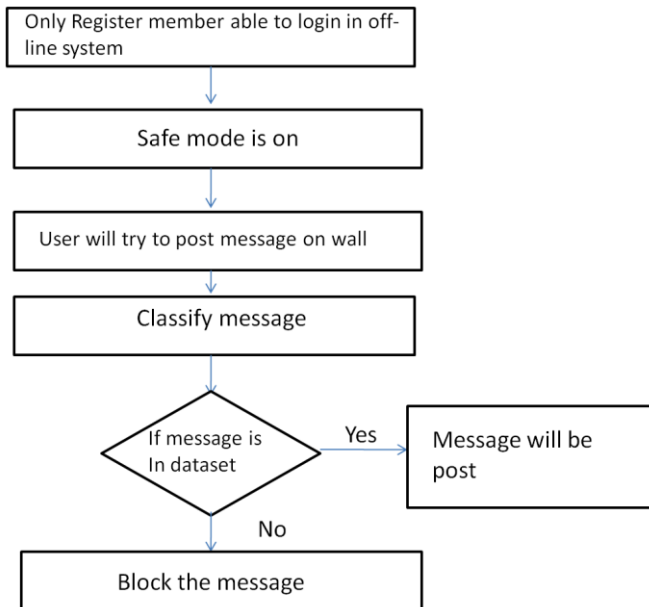 Only Register member able to login in off-
line system
Safe mode is on
User will try to post message on wall
Classify message
If message is
In dataset
Yes
Message will be
post
No
Block the message